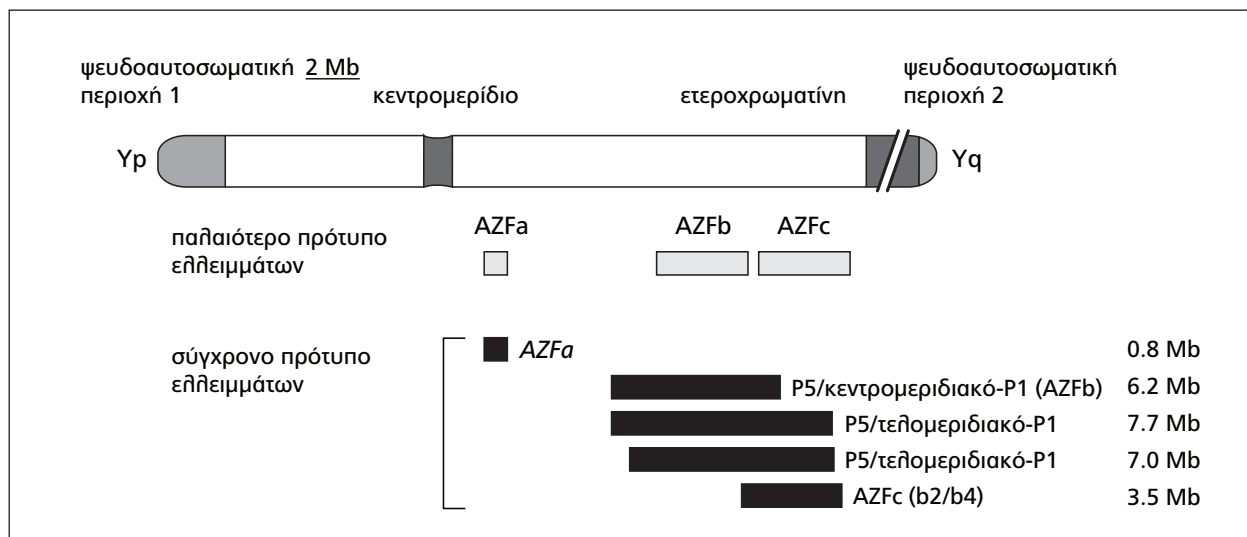 ψευδοαυτοσωματική 2 Mb
περιοχή 1
κεντρομερίδιο
ετεροχρωματίνη
ψευδοαυτοσωματική
περιοχή 2
Yp
Yq
παλαιότερο πρότυπο
ελλειμμάτων
AZFa
AZFb
AZFc
σύγχρονο πρότυπο
ελλειμμάτων
AZFa 0.8 Mb
P5/κεντρομεριδιακό-P1 (AZFb) 6.2 Mb
P5/τελομεριδιακό-P1 7.7 Mb
P5/τελομεριδιακό-P1 7.0 Mb
AZFc (b2/b4) 3.5 Mb